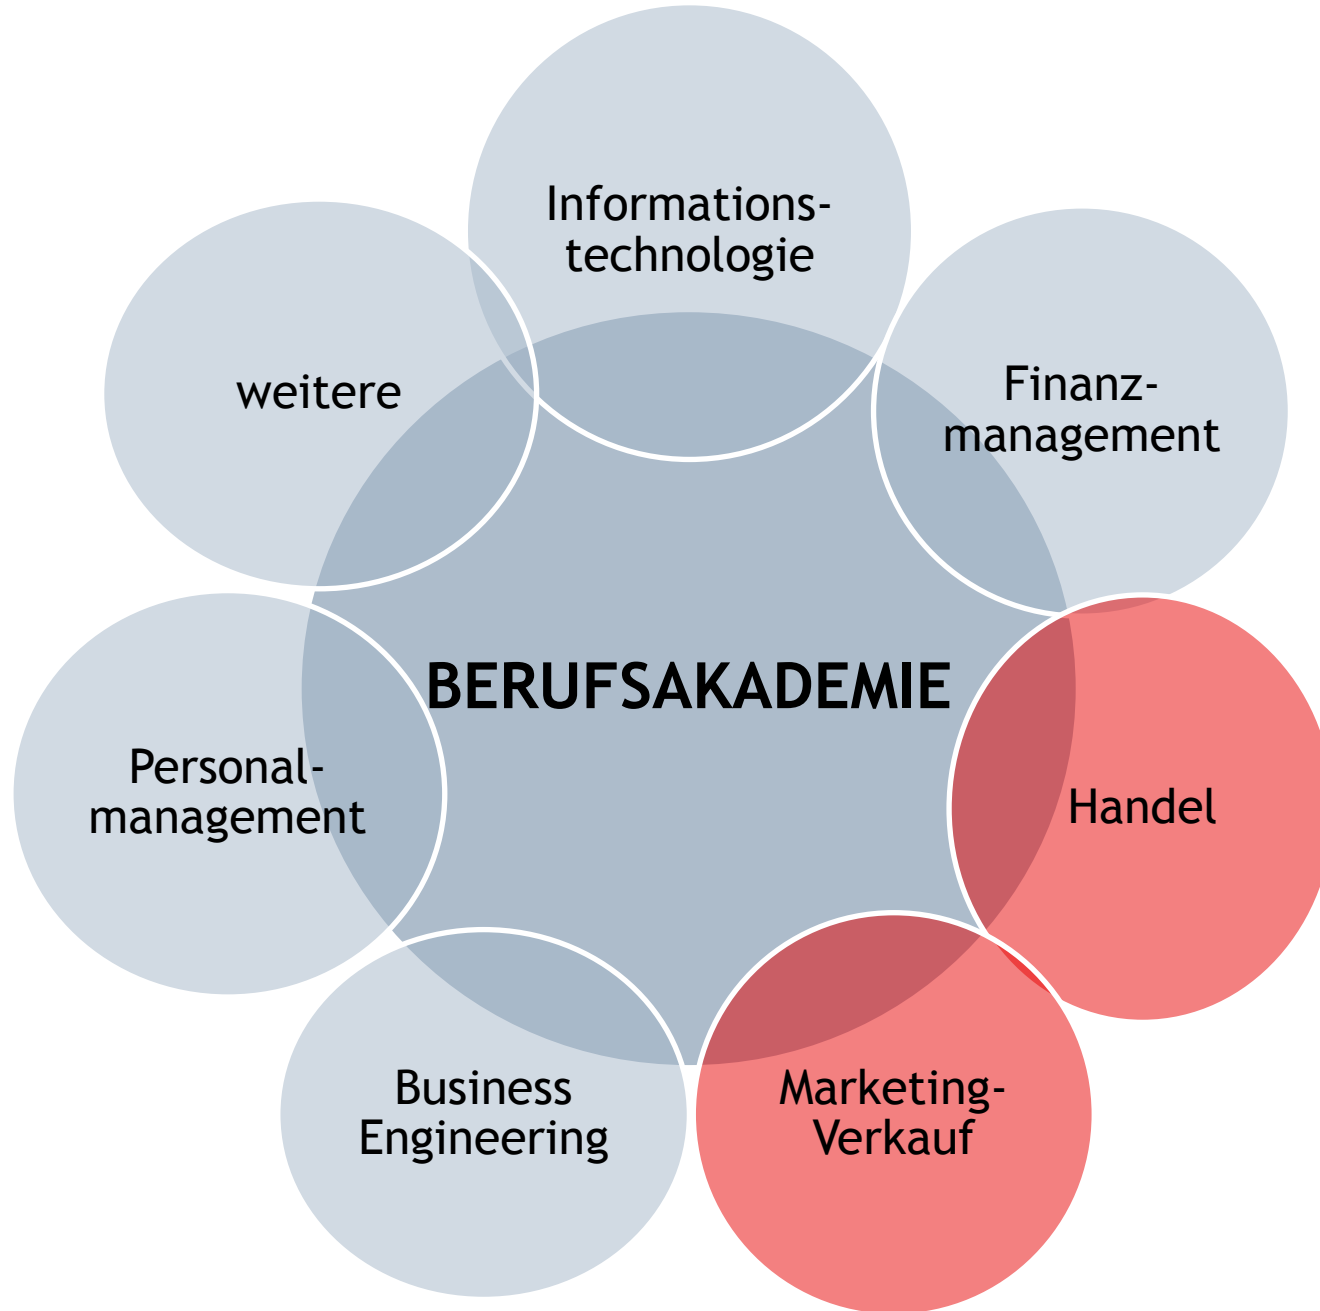 Informations-
technologie
Finanz-
management
weitere
BERUFSAKADEMIE
Handel
Personal-
management
Marketing-
Verkauf
Business
Engineering